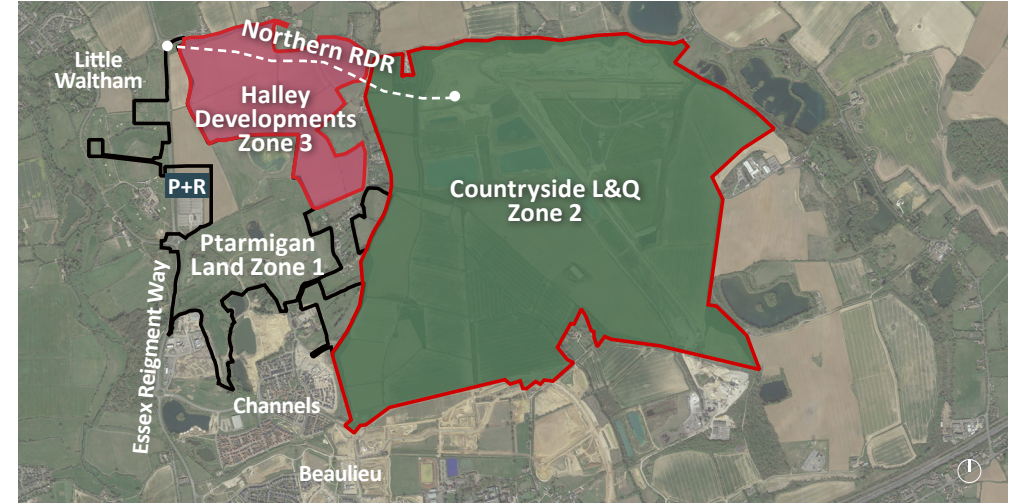 Northern RDR
Little
Waltham
Halley
Developments
Zone 3
P+R
Countryside L&Q
Zone 2
Ptarmigan
Land Zone 1
Essex Reigment Way
Channels
Beaulieu